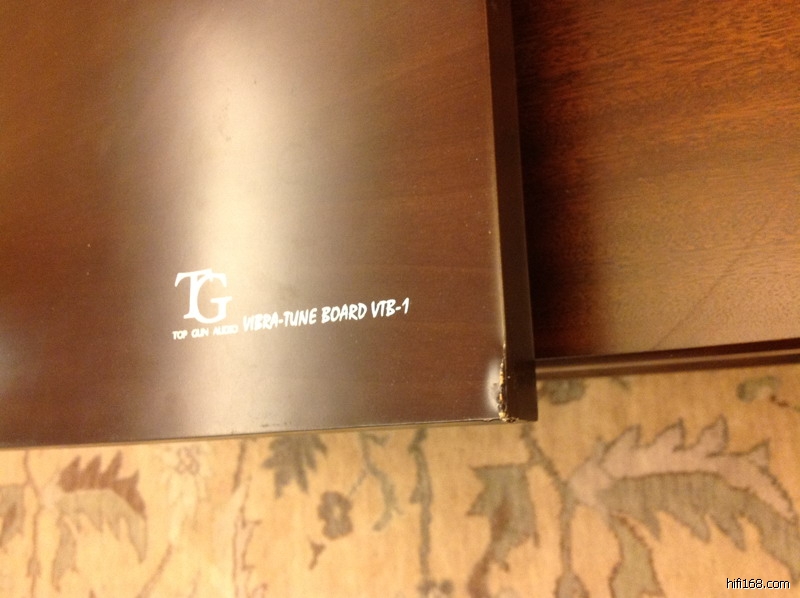 TG
TOP GUN AUDIO VIBRA-TUNE BOARD VTB-1
hifi168.com